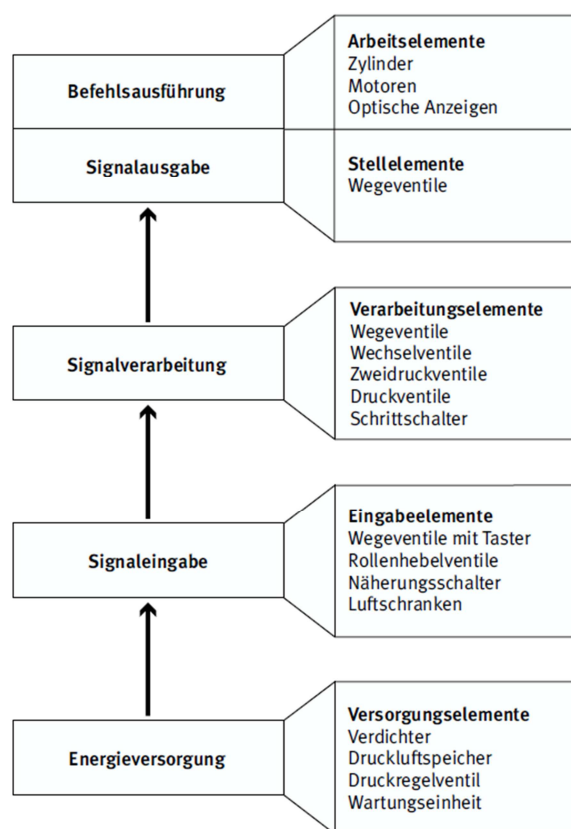 Arbeitselemente
Zylinder
Motoren
Optische Anzeigen
Befehlsausführung
Signalausgabe
Stellelemente
Wegeventile
Verarbeitungselemente
Wegeventile
Wechselventile
Zweidruckventile
Druckventile
Schrittschalter
Signalverarbeitung
Eingabeelemente
Wegeventile mit Taster
Rollenhebelventile
Näherungsschalter
Luftschranken
Signaleingabe
Versorgungselemente
Verdichter
Druckluftspeicher
Druckregelventil
Wartungseinheit
Energieversorgung